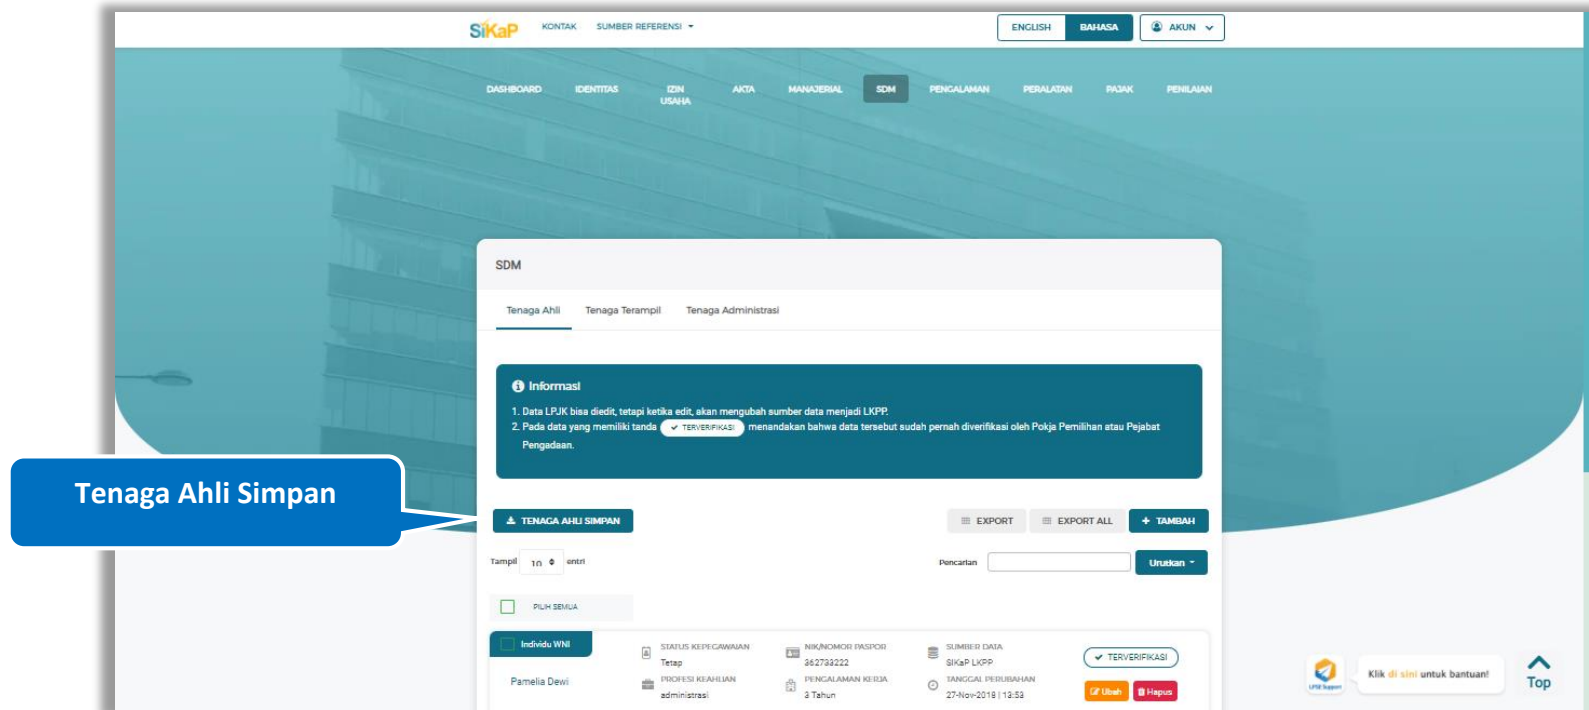 SiKaP
KONTAK
SUMBER REFERENSI
ENGLISH
BAHASA
AKUN
DASHBOARD
IDENTITAS
IZIN
USAHA
AKTA
MANAJERIAL
SDM
PENGALAMAN
PERALATAN
PAJAK
PENILAIAN
SDM
Tenaga Ahli
Tenaga Terampil
Tenaga Administrasi
Informasi
1. Data LPJK bisa diedit, tetapi ketika edit, akan mengubah sumber data menjadi LKPP.
2. Pada data yang memiliki tanda TERVERIFIKASI menandakan bahwa data tersebut sudah pernah diverifikasi oleh Pokja Pemilihan atau Pejabat
Pengadaan.
Tenaga Ahli Simpan
TENAGA AHLI SIMPAN
EXPORT
EXPORT ALL
+ TAMBAH
Tampil 10 entri
Pencarian
Urutkan
PILIH SEMUA
Individu WNI
Pamelia Dewi
STATUS KEPEGAWAIAN
Tetap
PROFESI KEAHLIAN
administrasi
NIK/NOMOR PASPOR
362733222
PENGALAMAN KERJA
3 Tahun
SUMBER DATA
SIKaP LKPP
TANGGAL PERUBAHAN
27-Nov-2018 | 13:53
TERVERIFIKASI
Ubah
Hapus
LPSE Support
Klik di sini untuk bantuan!
Top